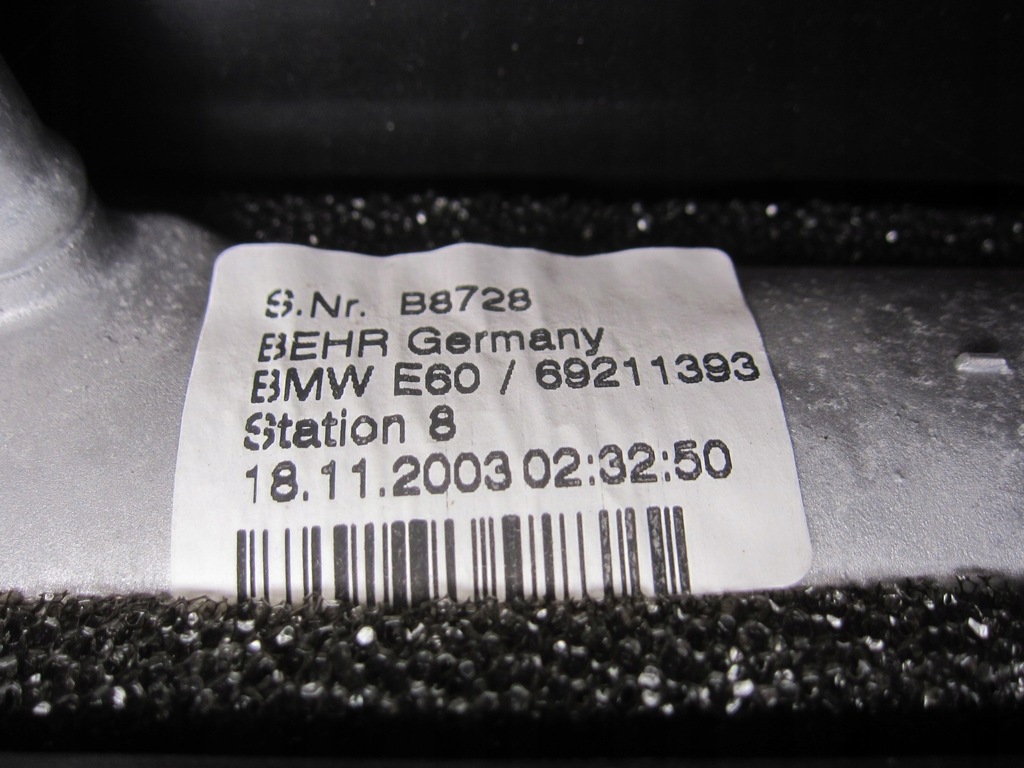 S.Nr. B8728
BEHR Germany
BMW E60 / 69211393
Station 8
18.11.2003 02:32:50